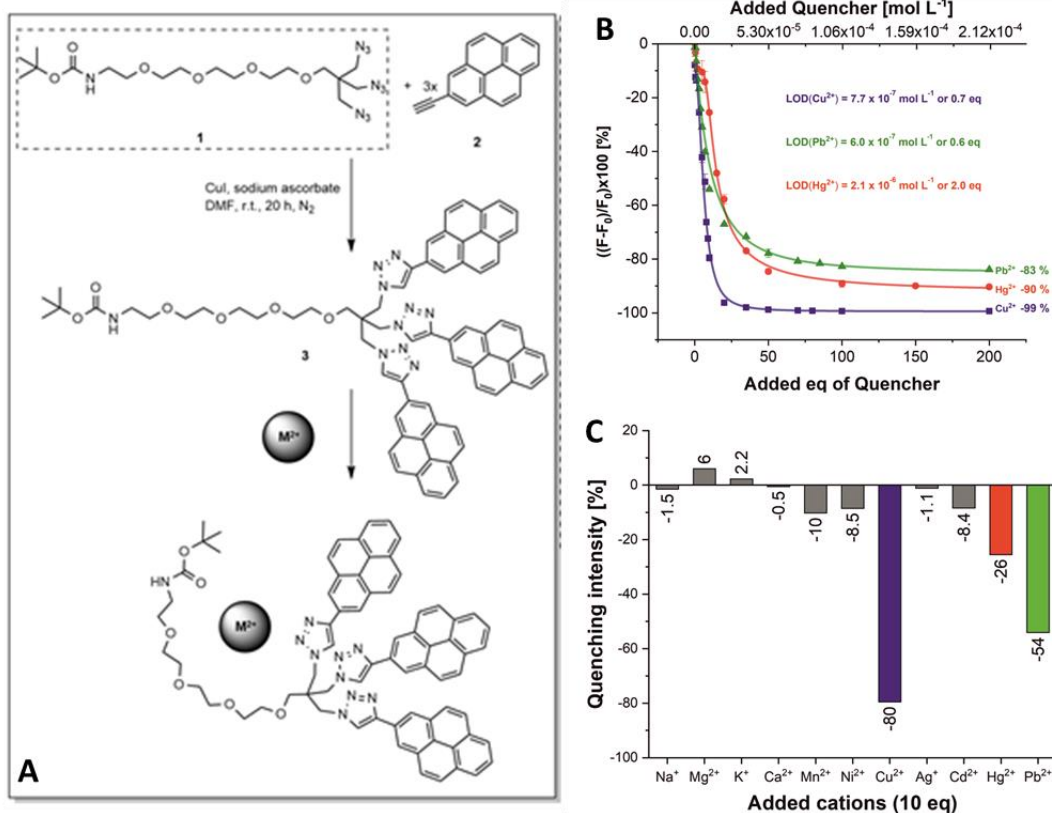 O
O
N
H
O
O
O
O
N₃
N₃
N₃
1
+ 3x
2
CuI, sodium ascorbate
DMF, r.t., 20 h, N₂
O
O
N
H
O
O
O
O
N=N
N
N=N
N
N=N
N
3
M²⁺
O
HN
O
M²⁺
O
O
O
O
N=N
N
N=N
N
N=N
N
A
B
Added Quencher [mol L⁻¹]
0.00 5.30x10⁻⁵ 1.06x10⁻⁴ 1.59x10⁻⁴ 2.12x10⁻⁴
((F-F₀)/F₀)x100 [%]
0
-20
-40
-60
-80
-100
LOD(Cu²⁺) = 7.7 x 10⁻⁷ mol L⁻¹ or 0.7 eq
LOD(Pb²⁺) = 6.0 x 10⁻⁷ mol L⁻¹ or 0.6 eq
LOD(Hg²⁺) = 2.1 x 10⁻⁶ mol L⁻¹ or 2.0 eq
Pb²⁺ -83 %
Hg²⁺ -90 %
Cu²⁺ -99 %
0 50 100 150 200
Added eq of Quencher
C
Quenching intensity [%]
20
0
-20
-40
-60
-80
-100
-1.5 6 2.2 -0.5 -10 -8.5 -80 -1.1 -8.4 -26 -54
Na⁺ Mg²⁺ K⁺ Ca²⁺ Mn²⁺ Ni²⁺ Cu²⁺ Ag⁺ Cd²⁺ Hg²⁺ Pb²⁺
Added cations (10 eq)